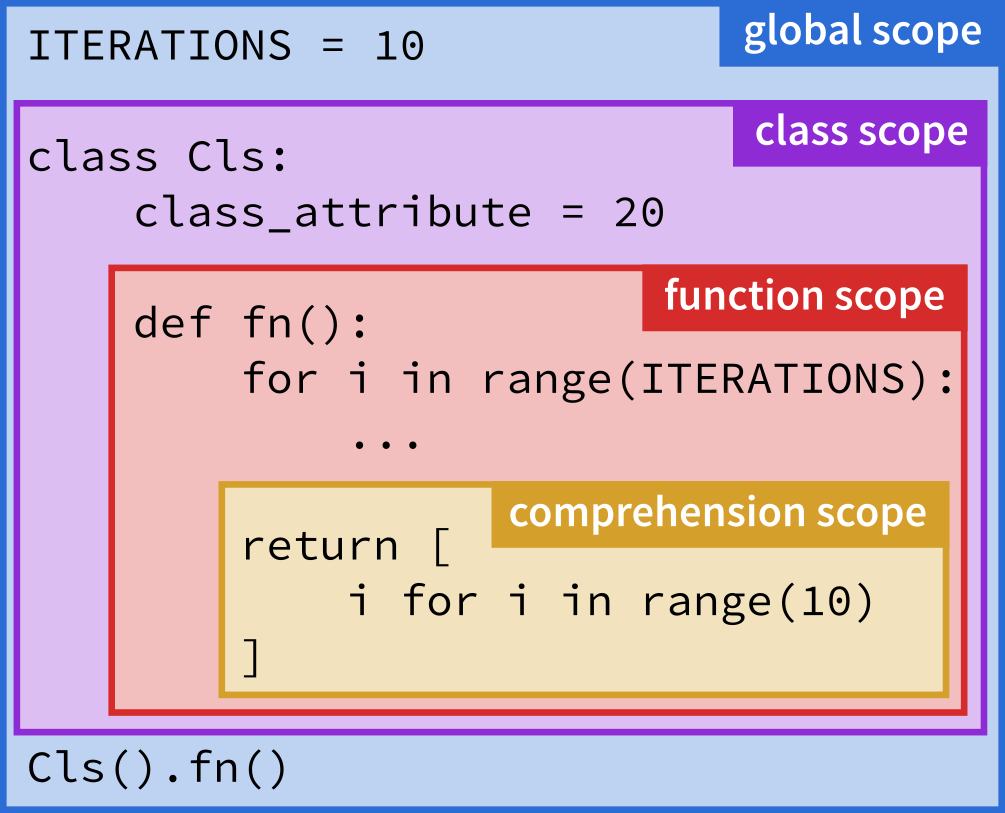 global scope
ITERATIONS = 10
class scope
class Cls:
    class_attribute = 20
function scope
    def fn():
        for i in range(ITERATIONS):
            ...
comprehension scope
        return [
            i for i in range(10)
        ]
Cls().fn()